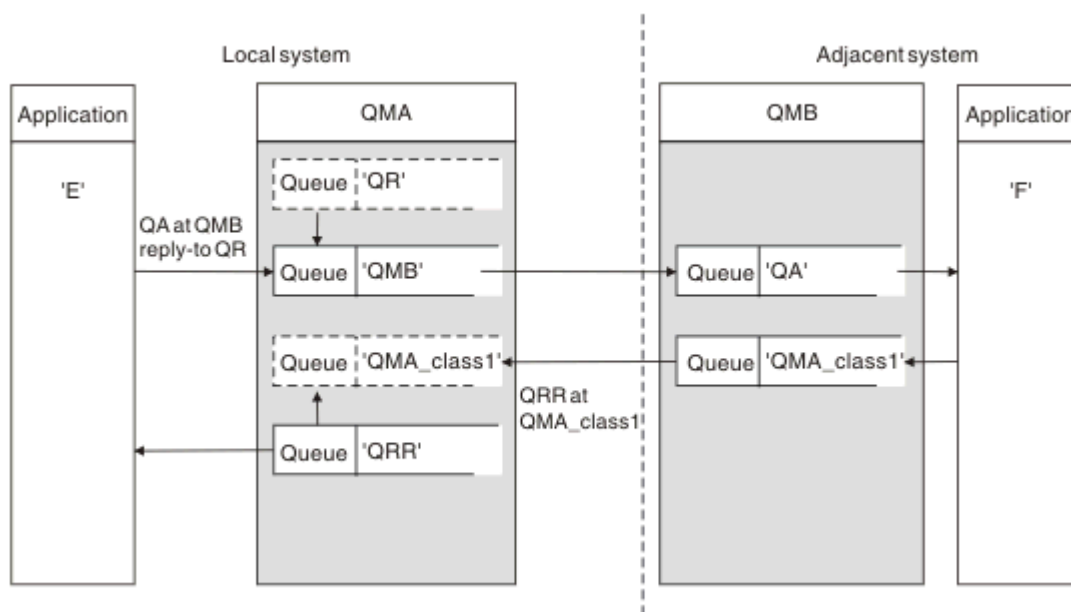 Local system
Adjacent system
Application
QMA
QMB
Application
'E'
Queue 'QR'
'F'
QA at QMB
reply-to QR
Queue 'QMB'
Queue 'QA'
Queue 'QMA_class1'
Queue 'QMA_class1'
QRR at
QMA_class1
Queue 'QRR'